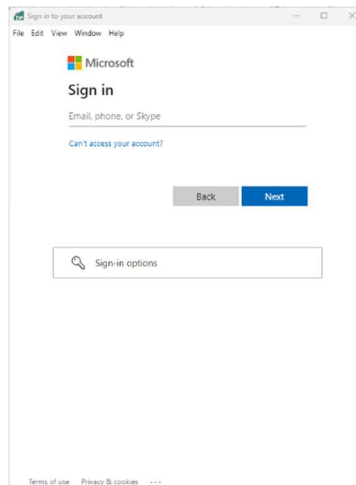 Sign in to your account
File Edit View Window Help
Microsoft
Sign in
Email, phone, or Skype
Can't access your account?
Back Next
Sign-in options
Terms of use Privacy & cookies ...